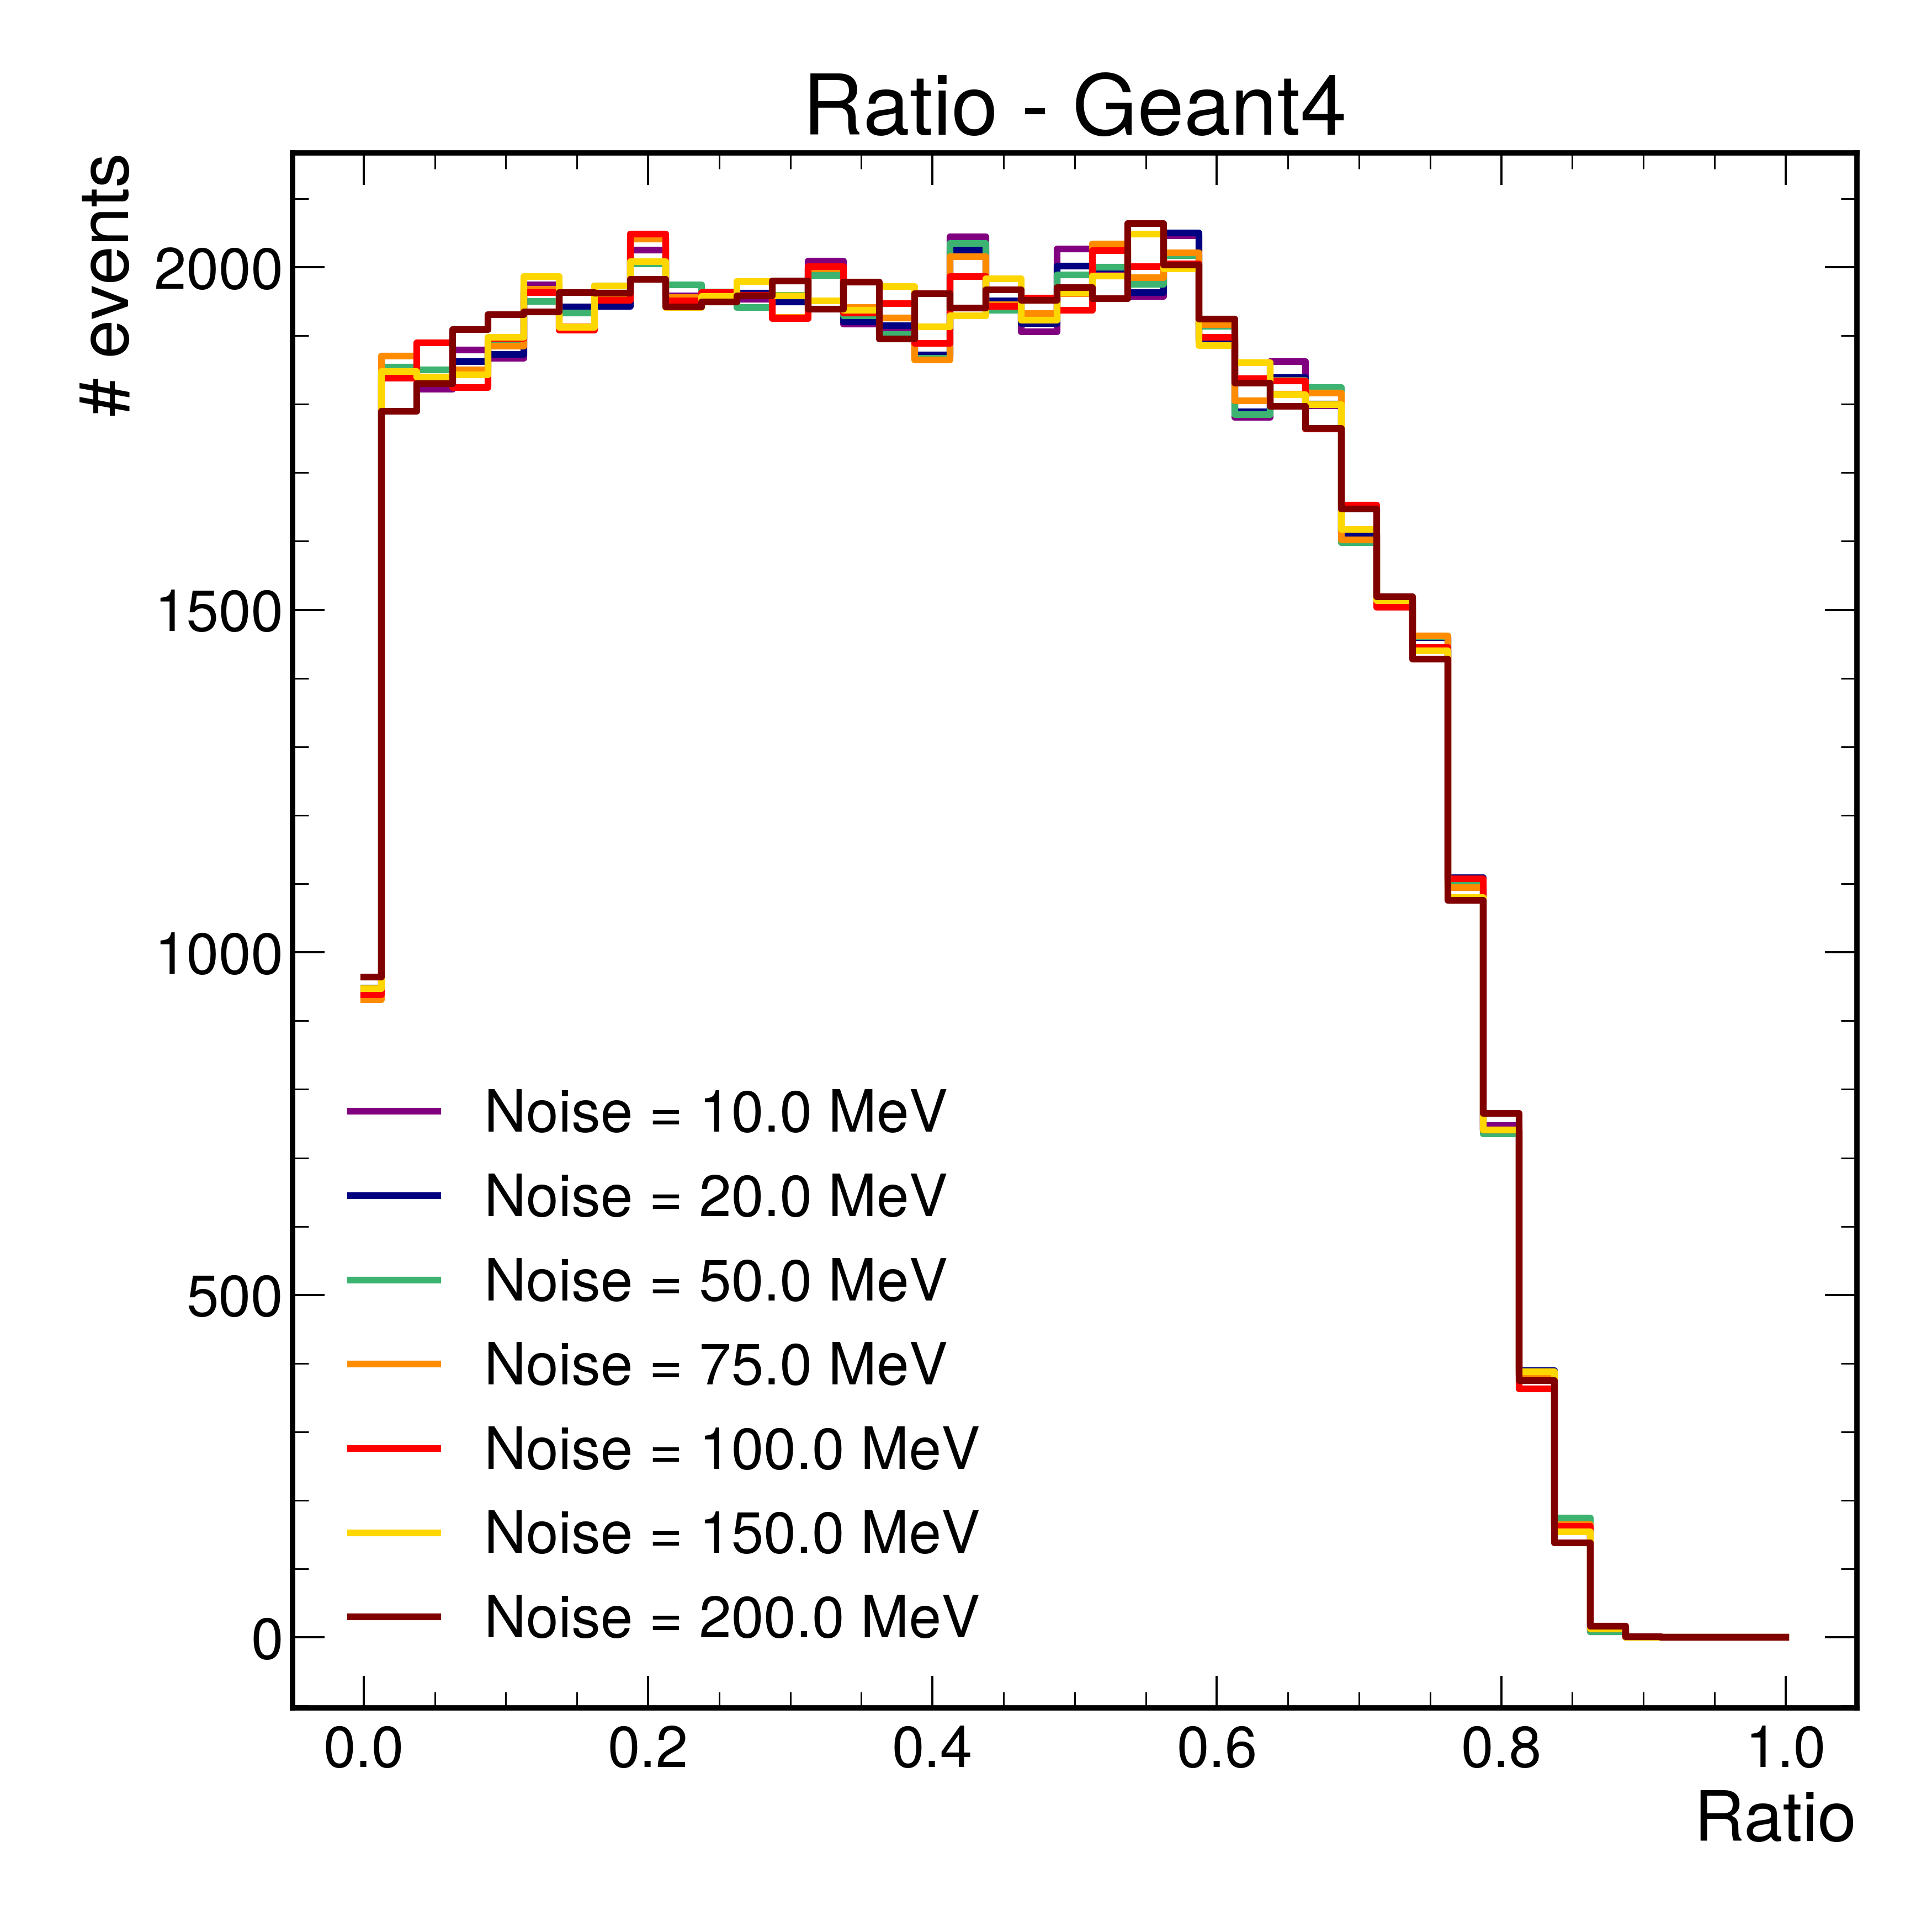 Ratio - Geant4
# events
2000
1500
1000
500
0
Noise = 10.0 MeV
Noise = 20.0 MeV
Noise = 50.0 MeV
Noise = 75.0 MeV
Noise = 100.0 MeV
Noise = 150.0 MeV
Noise = 200.0 MeV
0.0 0.2 0.4 0.6 0.8 1.0
Ratio